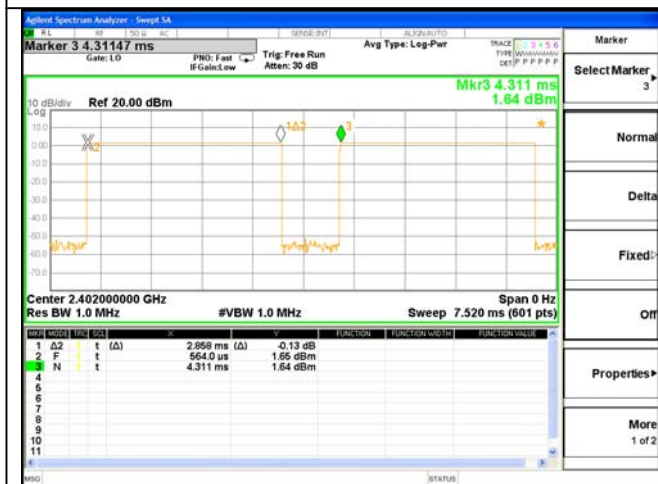 Agilent Spectrum Analyzer - Swept SA
RL RF 50 Ω AC SENSE:INT ALIGN AUTO
Marker 3 4.31147 ms
Gate: LO
PNO: Fast
IFGain:Low
Trig: Free Run
Atten: 30 dB
Avg Type: Log-Pwr
TRACE 1 2 3 4 5 6
TYPE WWWWWW
DET P P P P P P
Mkr3 4.311 ms
1.64 dBm
10 dB/div Ref 20.00 dBm
Log
10.0
0.00
-10.0
-20.0
-30.0
-40.0
-50.0
-60.0
-70.0
X2
1Δ2
3
Center 2.402000000 GHz Span 0 Hz
Res BW 1.0 MHz #VBW 1.0 MHz Sweep 7.520 ms (601 pts)
MKR MODE TRC SCL X Y FUNCTION FUNCTION WIDTH FUNCTION VALUE
1 Δ2 1 t (Δ) 2.858 ms (Δ) -0.13 dB
2 F 1 t 564.0 µs 1.65 dBm
3 N 1 t 4.311 ms 1.64 dBm
4
5
6
7
8
9
10
11
MSG STATUS
Marker
Select Marker
3
Normal
Delta
Fixed
Off
Properties
More
1 of 2